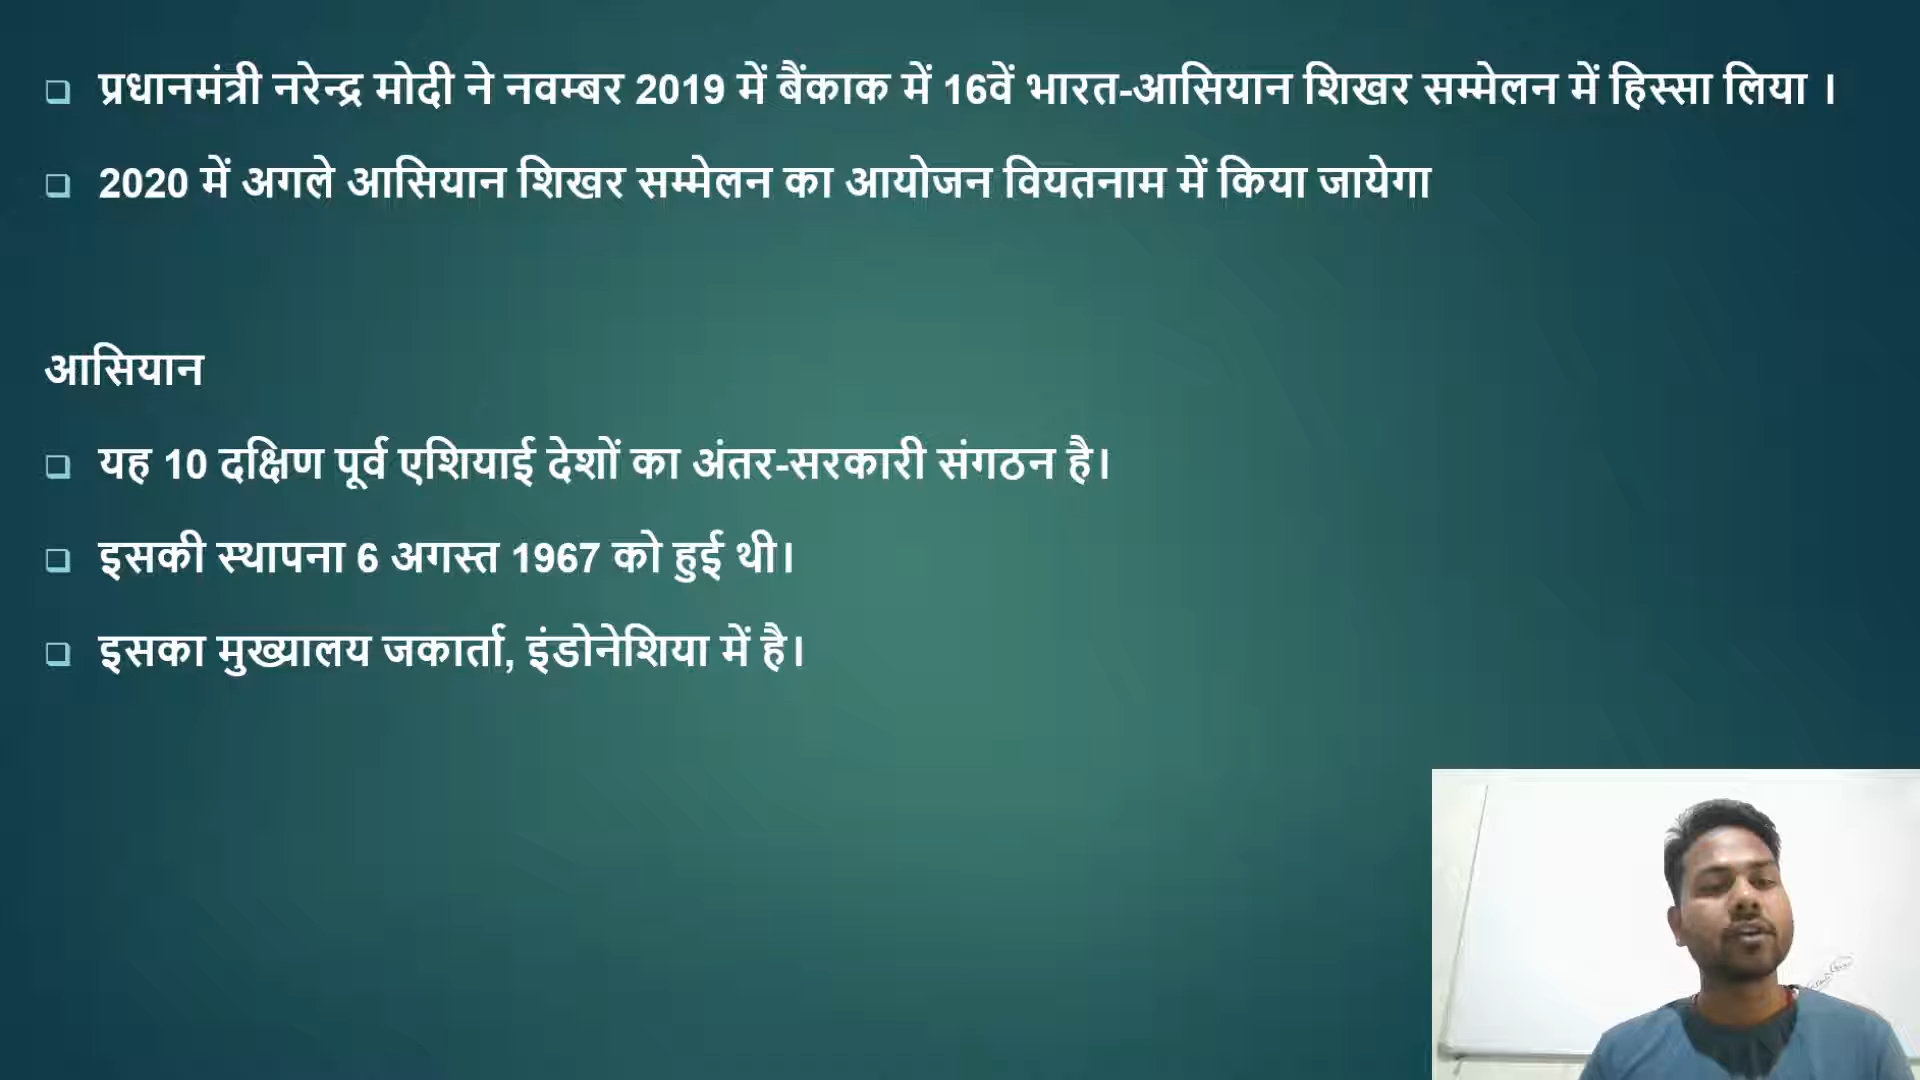 प्रधानमंत्री नरेन्द्र मोदी ने नवम्बर 2019 में बैंकाक में 16वें भारत-आसियान शिखर सम्मेलन में हिस्सा लिया ।
2020 में अगले आसियान शिखर सम्मेलन का आयोजन वियतनाम में किया जायेगा
आसियान
यह 10 दक्षिण पूर्व एशियाई देशों का अंतर-सरकारी संगठन है।
इसकी स्थापना 6 अगस्त 1967 को हुई थी।
इसका मुख्यालय जकार्ता, इंडोनेशिया में है।